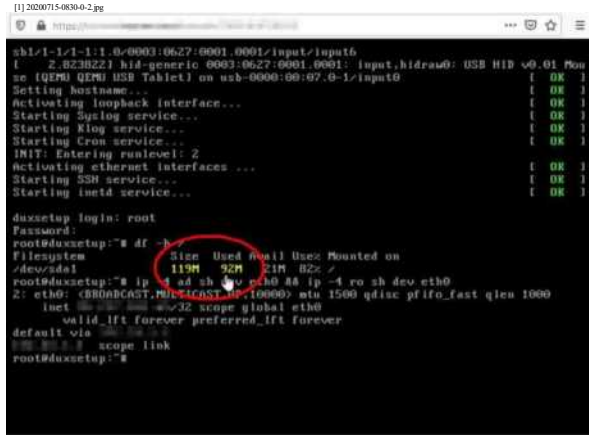 [1] 20200715-0830-0-2.jpg
https://
sb1/1-1/1-1:1.0/0003:0627:0001.0001/input/input6
[ 2.823822] hid-generic 0003:0627:0001.0001: input,hidraw0: USB HID v0.01 Mou
se [QEMU QEMU USB Tablet] on usb-0000:00:07.0-1/input0 [ OK ]
Setting hostname... [ OK ]
Activating loopback interface... [ OK ]
Starting Syslog service... [ OK ]
Starting Klog service... [ OK ]
Starting Cron service... [ OK ]
INIT: Entering runlevel: 2
Activating ethernet interfaces ... [ OK ]
Starting SSH service... [ OK ]
Starting inetd service... [ OK ]
duxsetup login: root
Password:
root@duxsetup:~# df -h /
Filesystem Size Used Avail Use% Mounted on
/dev/sda1 119M 92M 21M 82% /
root@duxsetup:~# ip -4 ad sh dev eth0 && ip -4 ro sh dev eth0
2: eth0: <BROADCAST,MULTICAST,UP,10000> mtu 1500 qdisc pfifo_fast qlen 1000
inet /32 scope global eth0
valid_lft forever preferred_lft forever
default via
scope link
root@duxsetup:~#